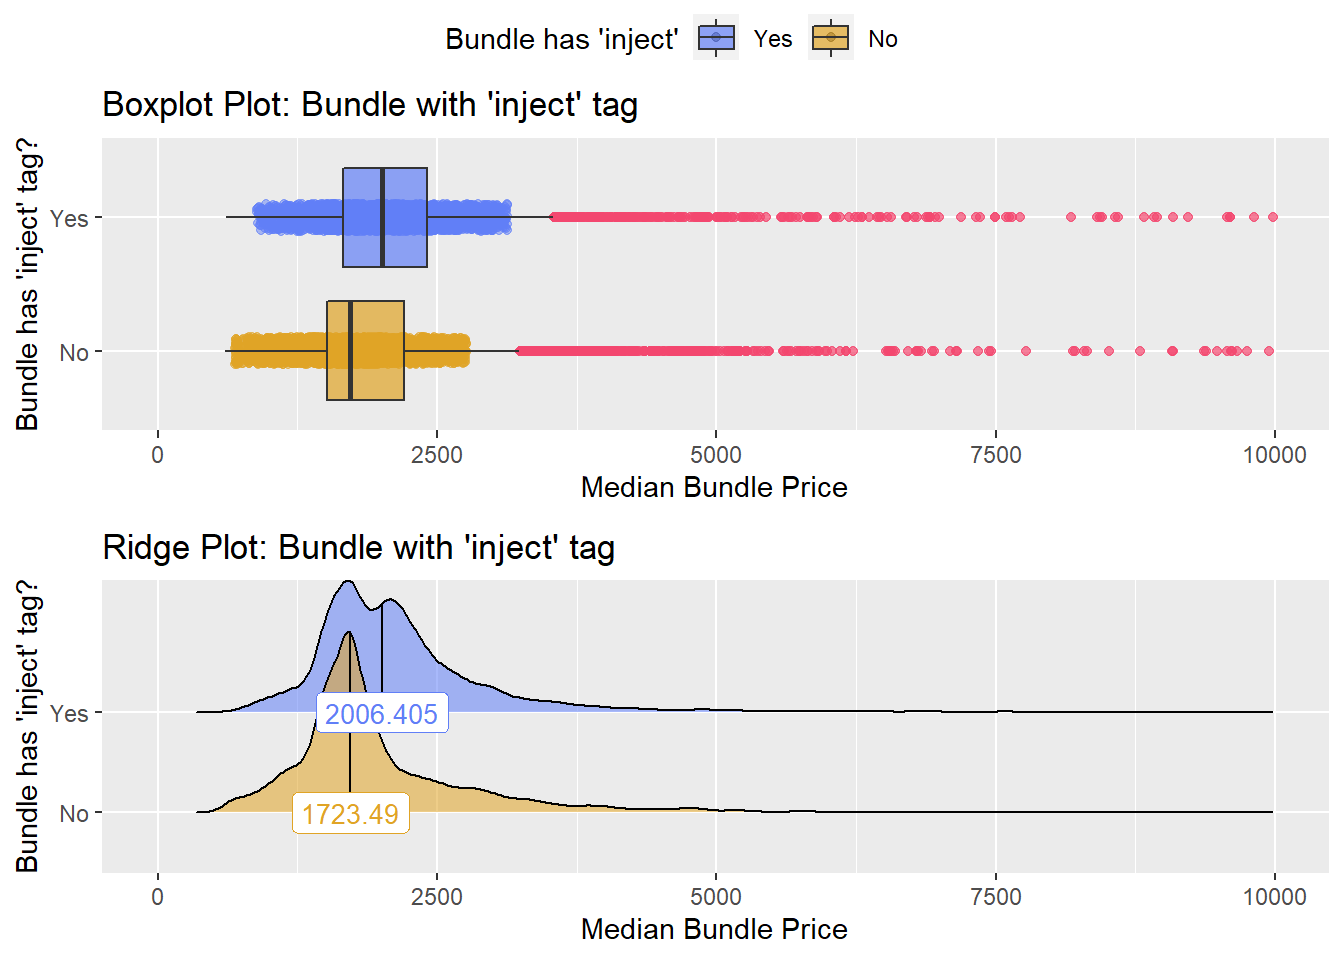 Bundle has 'inject' Yes No
Boxplot Plot: Bundle with 'inject' tag
Bundle has 'inject' tag?
Yes
No
0 2500 5000 7500 10000
Median Bundle Price
Ridge Plot: Bundle with 'inject' tag
Bundle has 'inject' tag?
Yes
2006.405
No
1723.49
0 2500 5000 7500 10000
Median Bundle Price